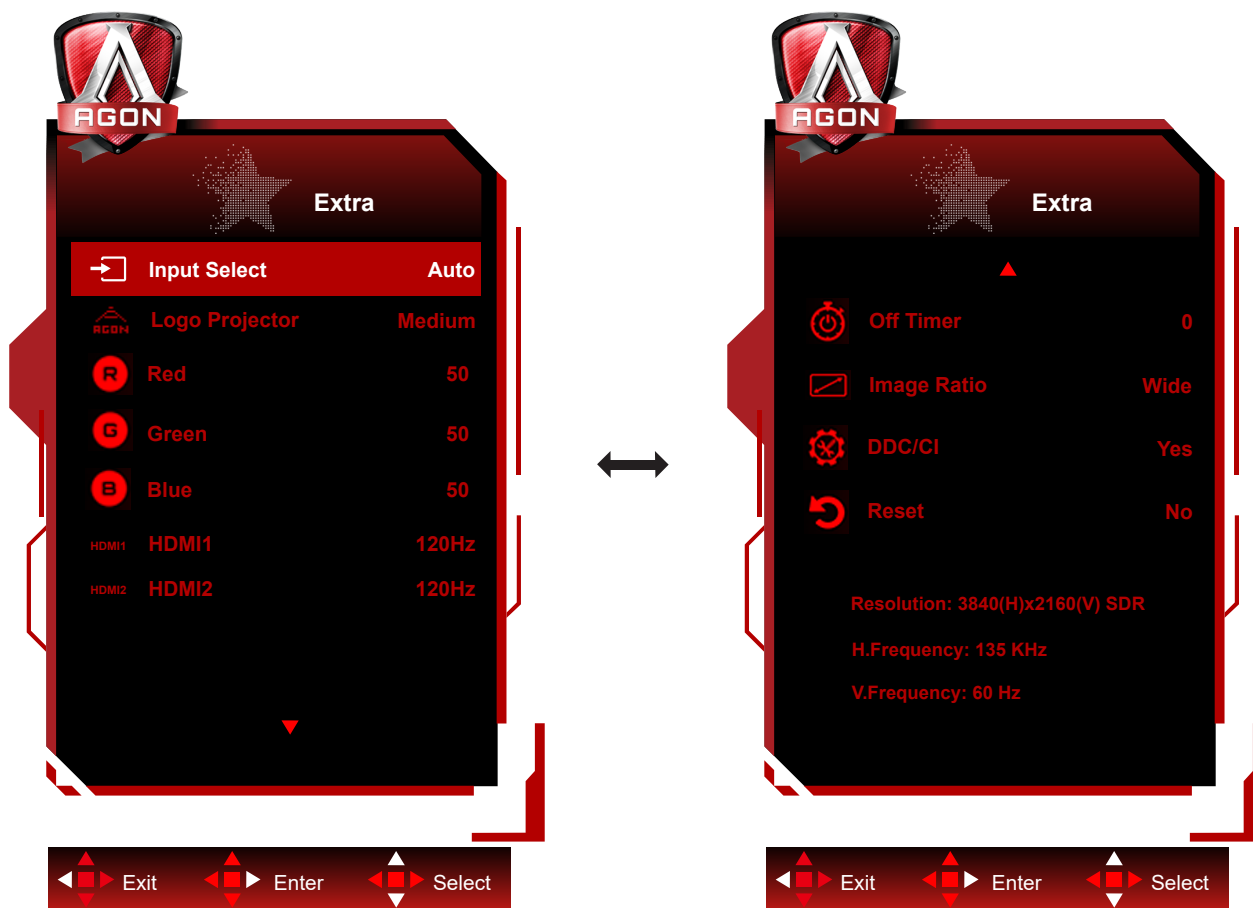 AGON
Extra
Input Select Auto
AGON Logo Projector Medium
R Red 50
G Green 50
B Blue 50
HDMI1 HDMI1 120Hz
HDMI2 HDMI2 120Hz
Exit Enter Select
AGON
Extra
Off Timer 0
Image Ratio Wide
DDC/CI Yes
Reset No
Resolution: 3840(H)x2160(V) SDR
H.Frequency: 135 KHz
V.Frequency: 60 Hz
Exit Enter Select